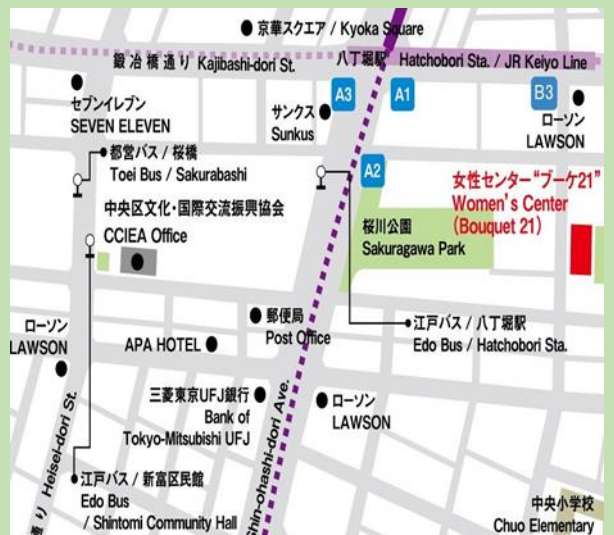 京華スクエア / Kyoka Square
鍛冶橋通り Kajibashi-dori St.
八丁堀駅 Hatchobori Sta. / JR Keiyo Line
A3
A1
B3
セブンイレブン
SEVEN ELEVEN
サンクス
Sunkus
ローソン
LAWSON
都営バス / 桜橋
Toei Bus / Sakurabashi
A2
女性センター“ブーケ21”
Women's Center
(Bouquet 21)
中央区文化・国際交流振興協会
CCIEA Office
桜川公園
Sakuragawa Park
郵便局
Post Office
江戸バス / 八丁堀駅
Edo Bus / Hatchobori Sta.
ローソン
LAWSON
APA HOTEL
三菱東京UFJ銀行
Bank of
Tokyo-Mitsubishi UFJ
ローソン
LAWSON
通り Heisei-dori St.
Shin-ohashi-dori Ave.
江戸バス / 新富区民館
Edo Bus
/ Shintomi Community Hall
中央小学校
Chuo Elementary